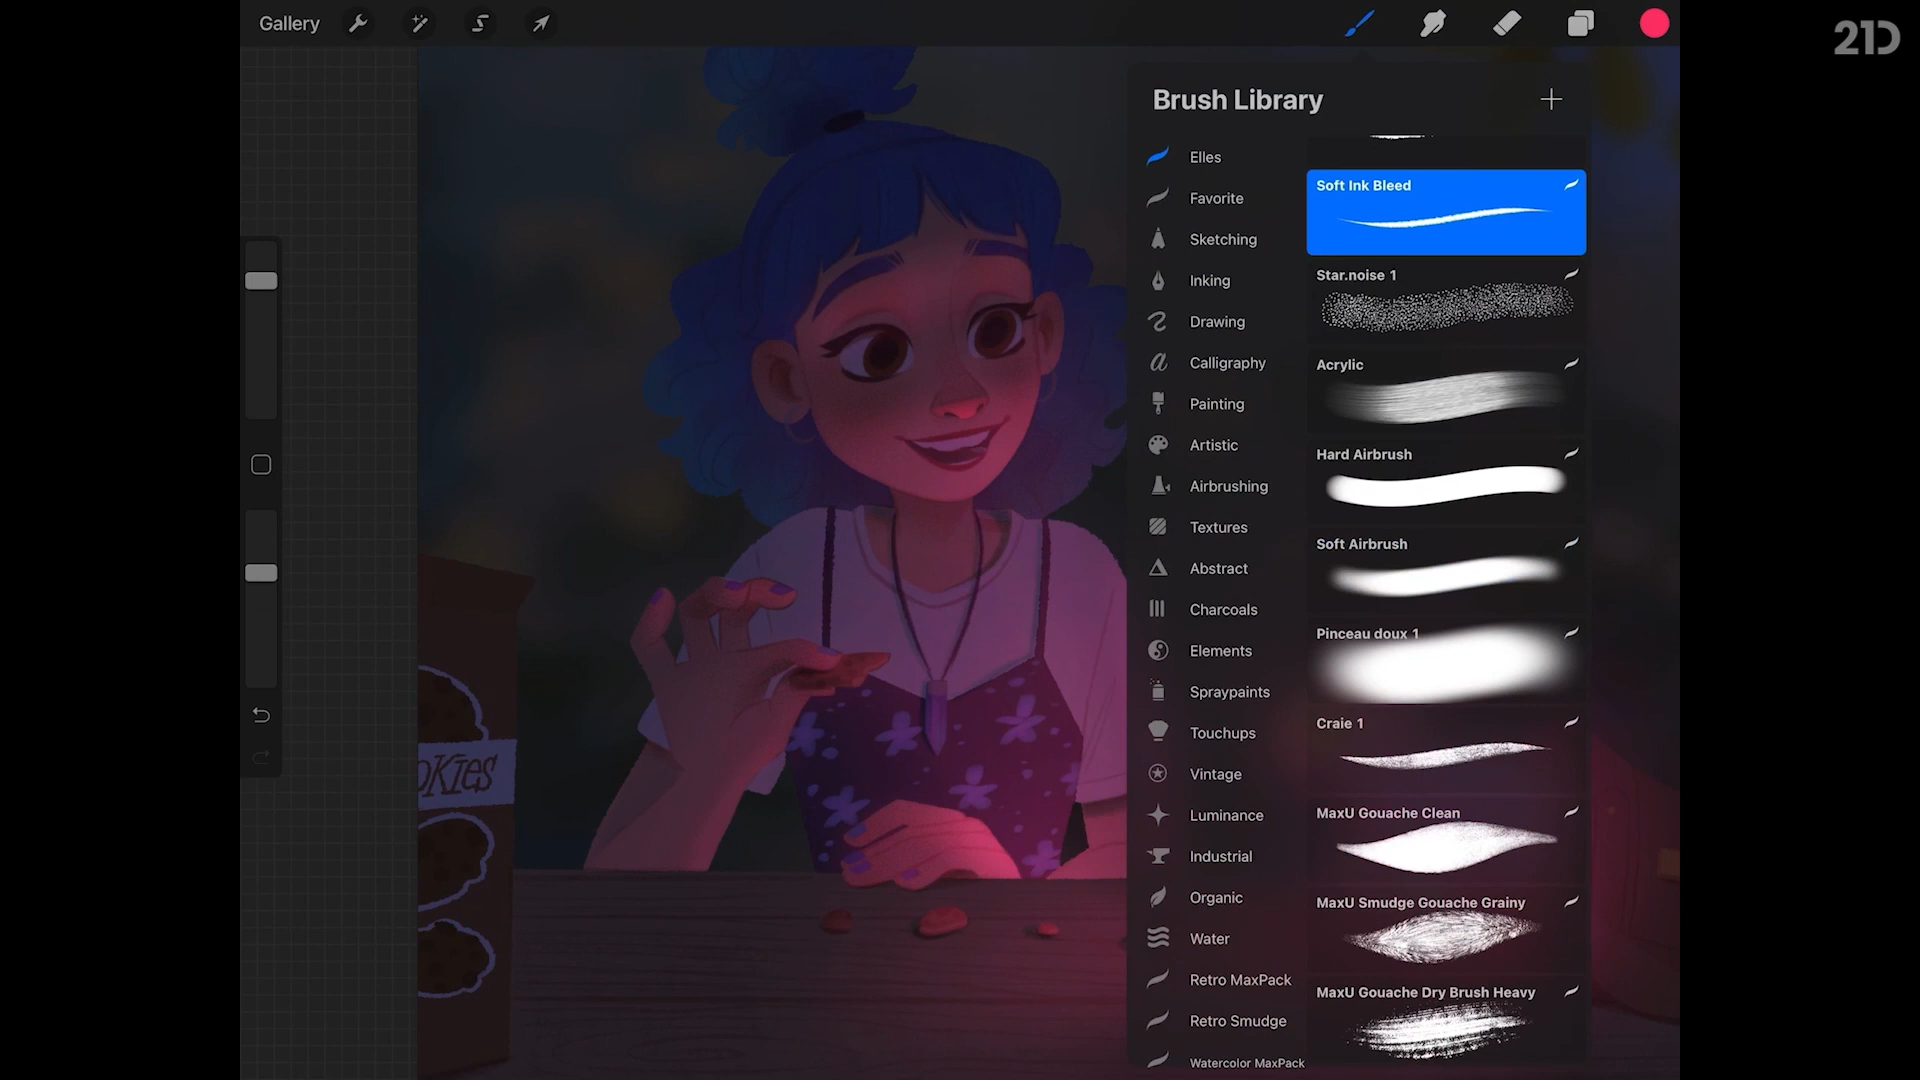 Gallery
21D
Brush Library
Elles
Favorite
Sketching
Inking
Drawing
Calligraphy
Painting
Artistic
Airbrushing
Textures
Abstract
Charcoals
Elements
Spraypaints
Touchups
Vintage
Luminance
Industrial
Organic
Water
Retro MaxPack
Retro Smudge
Watercolor MaxPack
Soft Ink Bleed
Star.noise 1
Acrylic
Hard Airbrush
Soft Airbrush
Pinceau doux 1
Craie 1
MaxU Gouache Clean
MaxU Smudge Gouache Grainy
MaxU Gouache Dry Brush Heavy
OKIES